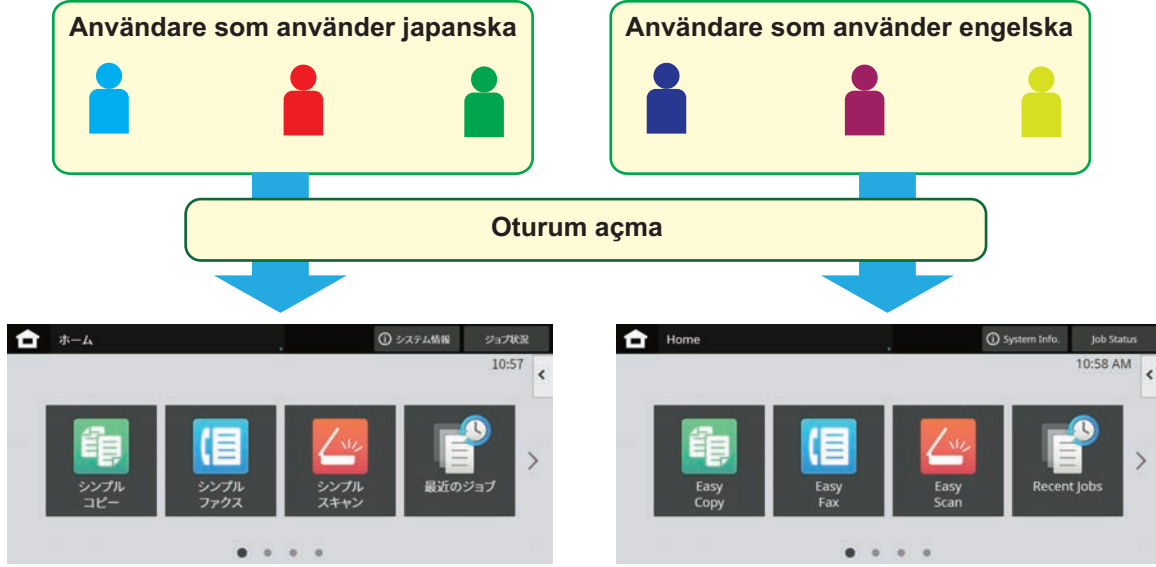 Användare som använder japanska
Användare som använder engelska
Oturum açma
ホーム
システム情報
ジョブ状況
10:57
シンプル
コピー
シンプル
ファクス
シンプル
スキャン
最近のジョブ
Home
System Info.
Job Status
10:58 AM
Easy
Copy
Easy
Fax
Easy
Scan
Recent Jobs